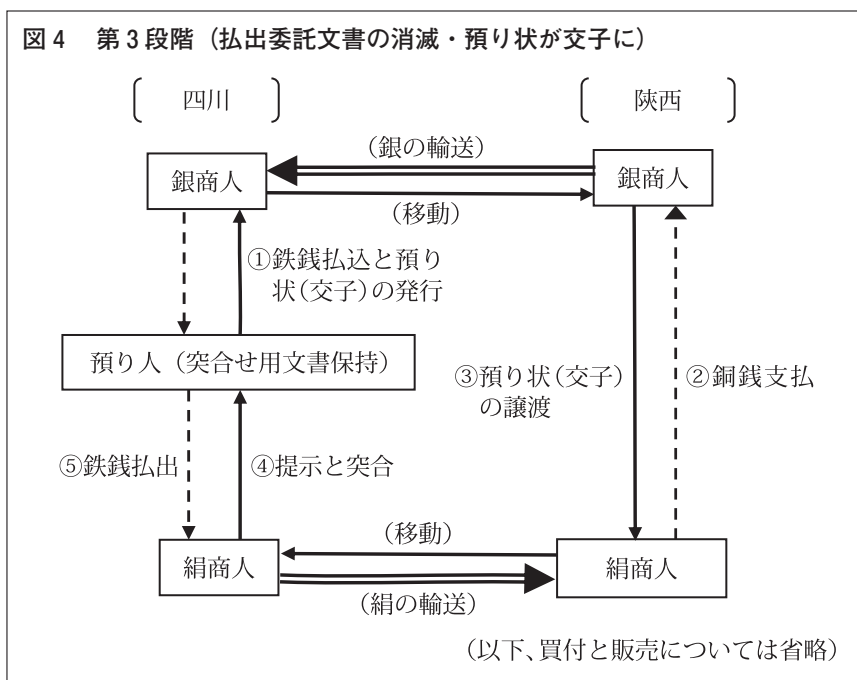 図4 第3段階(払出委託文書の消滅・預り状が交子に)
四川
陝西
(銀の輸送)
銀商人
銀商人
(移動)
①鉄銭払込と預り
状(交子)の発行
預り人(突合せ用文書保持)
③預り状(交子)
の譲渡
②銅銭支払
⑤鉄銭払出
④提示と突合
(移動)
絹商人
絹商人
(絹の輸送)
(以下、買付と販売については省略)